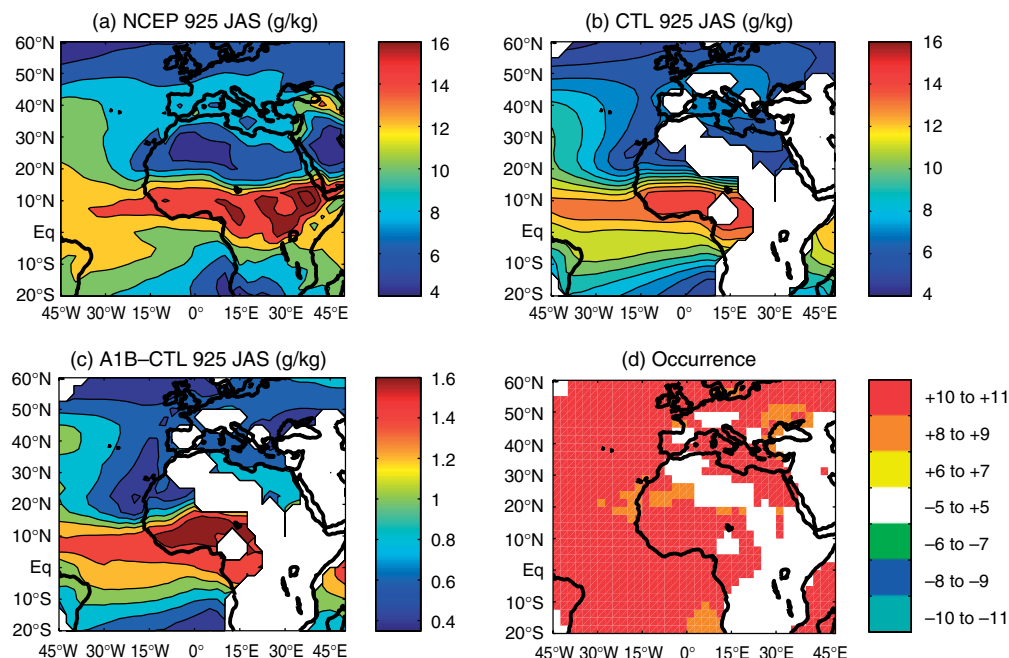 (a) NCEP 925 JAS (g/kg)
60°N
50°N
40°N
30°N
20°N
10°N
Eq
10°S
20°S
45°W 30°W 15°W 0° 15°E 30°E 45°E
16
14
12
10
8
6
4
(b) CTL 925 JAS (g/kg)
60°N
50°N
40°N
30°N
20°N
10°N
Eq
10°S
20°S
45°W 30°W 15°W 0° 15°E 30°E 45°E
16
14
12
10
8
6
4
(c) A1B–CTL 925 JAS (g/kg)
60°N
50°N
40°N
30°N
20°N
10°N
Eq
10°S
20°S
45°W 30°W 15°W 0° 15°E 30°E 45°E
1.6
1.4
1.2
1
0.8
0.6
0.4
(d) Occurrence
60°N
50°N
40°N
30°N
20°N
10°N
Eq
10°S
20°S
45°W 30°W 15°W 0° 15°E 30°E 45°E
+10 to +11
+8 to +9
+6 to +7
–5 to +5
–6 to –7
–8 to –9
–10 to –11